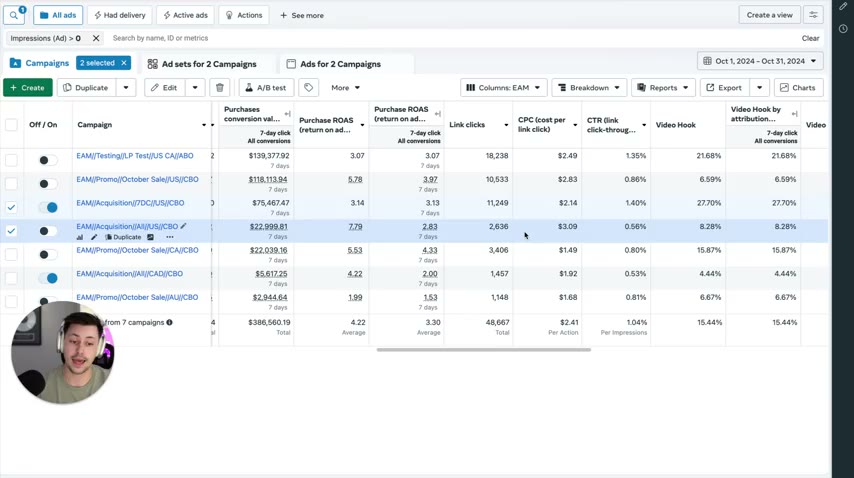 1
All ads
Had delivery
Active ads
Actions
+ See more
Create a view
Impressions (Ad) > 0 ✕
Search by name, ID or metrics
Clear
Campaigns
2 selected ✕
Ad sets for 2 Campaigns
Ads for 2 Campaigns
Oct 1, 2024 – Oct 31, 2024
+ Create
Duplicate
Edit
A/B test
More
Columns: EAM
Breakdown
Reports
Export
Charts
Off / On
Campaign
Purchases conversion val...
7-day click
All conversions
Purchase ROAS (return on ad...
Purchase ROAS (return on ad...
7-day click
All conversions
Link clicks
CPC (cost per link click)
CTR (link click-throug...
Video Hook
Video Hook by attribution...
7-day click
All conversions
Video
EAM//Testing//LP Test//US CA//ABO 2 $139,377.92 3.07 3.07 18,238 $2.49 1.35% 21.68% 21.68%
7 days 7 days
EAM//Promo//October Sale//US//CBO $118,113.94 5.78 3.97 10,533 $2.83 0.86% 6.59% 6.59%
7 days 7 days
EAM//Acquisition//7DC//US//CBO 0 $75,467.47 3.14 3.13 11,249 $2.14 1.40% 27.70% 27.70%
7 days 7 days
EAM//Acquisition//All//US//CBO $22,999.81 7.79 2.83 2,636 $3.09 0.56% 8.28% 8.28%
Duplicate ... 7 days 7 days
EAM//Promo//October Sale//CA//CBO $22,039.16 5.53 4.33 3,406 $1.49 0.80% 15.87% 15.87%
7 days 7 days
EAM//Acquisition//All//CAD//CBO $5,617.25 4.22 2.00 1,457 $1.92 0.53% 4.44% 4.44%
7 days 7 days
EAM//Promo//October Sale//AU//CBO $2,944.64 1.99 1.53 1,148 $1.68 0.81% 6.67% 6.67%
7 days 7 days
from 7 campaigns 4 $386,560.19 4.22 3.30 48,667 $2.41 1.04% 15.44% 15.44%
al Total Average Average Total Per Action Per Impressions